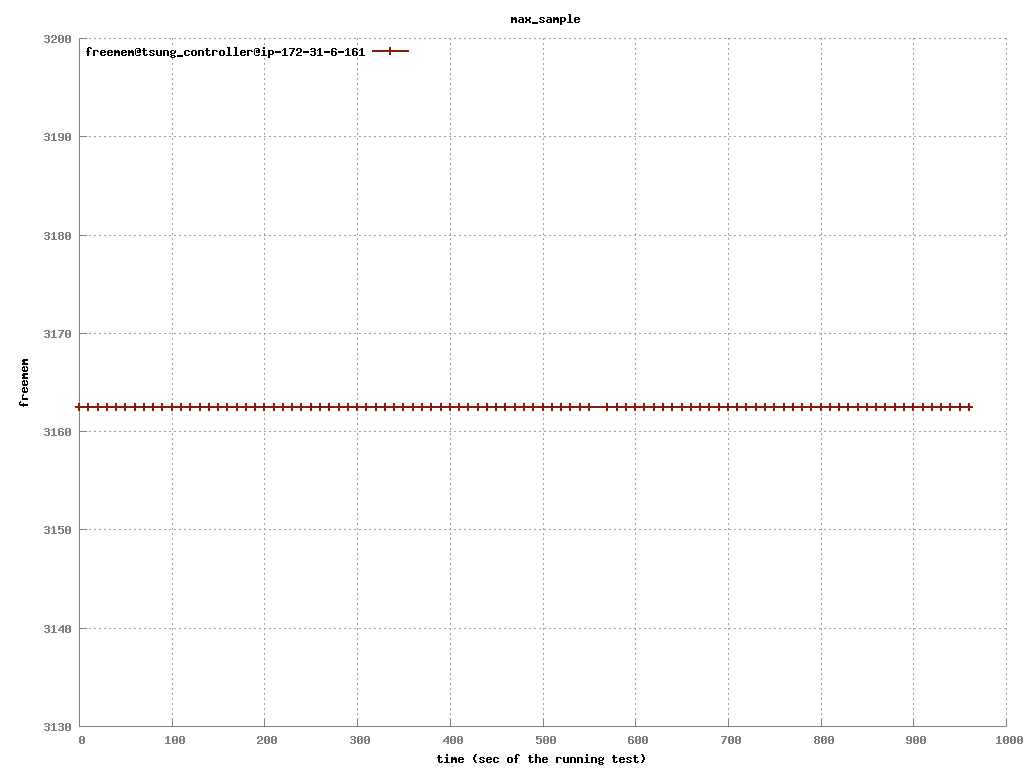 max_sample
3200
freemem@tsung_controller@ip-172-31-6-161
3190
3180
3170
freemem
3160
3150
3140
3130
0 100 200 300 400 500 600 700 800 900 1000
time (sec of the running test)